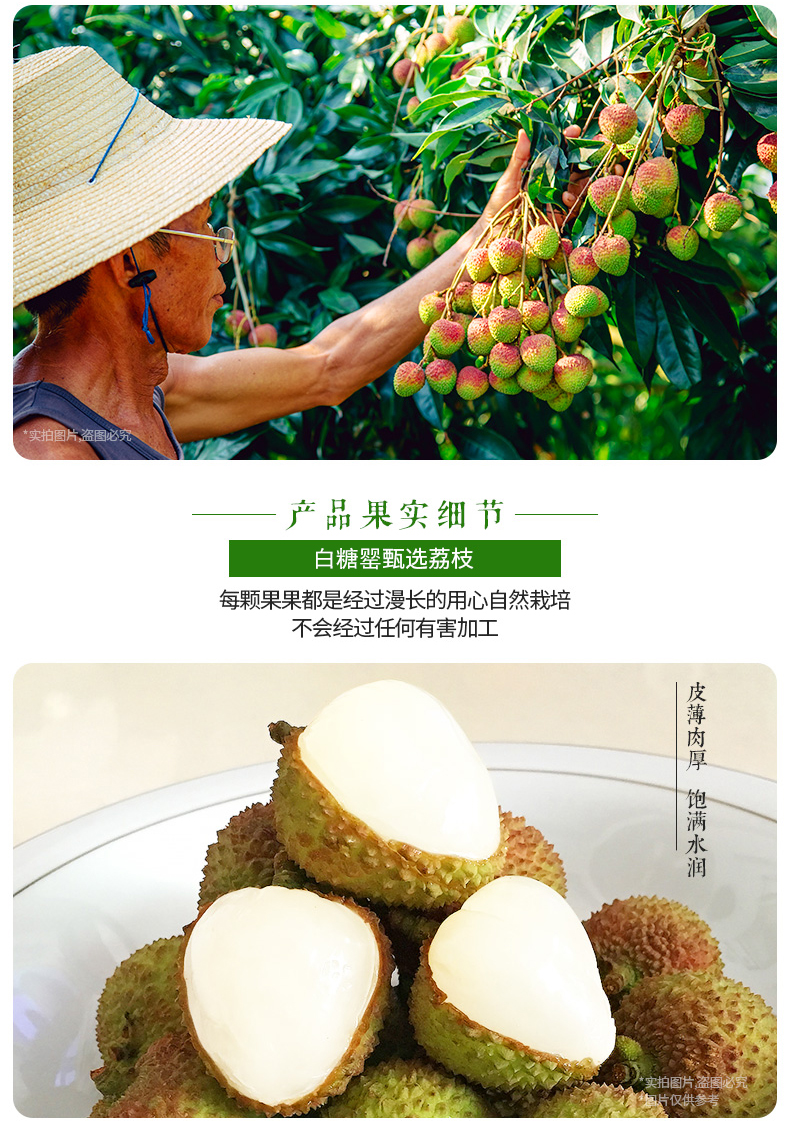 *实拍图片,盗图必究
产品果实细节
白糖罂甄选荔枝
每颗果果都是经过漫长的用心自然栽培
不会经过任何有害加工
皮薄肉厚 饱满水润
*实拍图片,盗图必究
*图片仅供参考